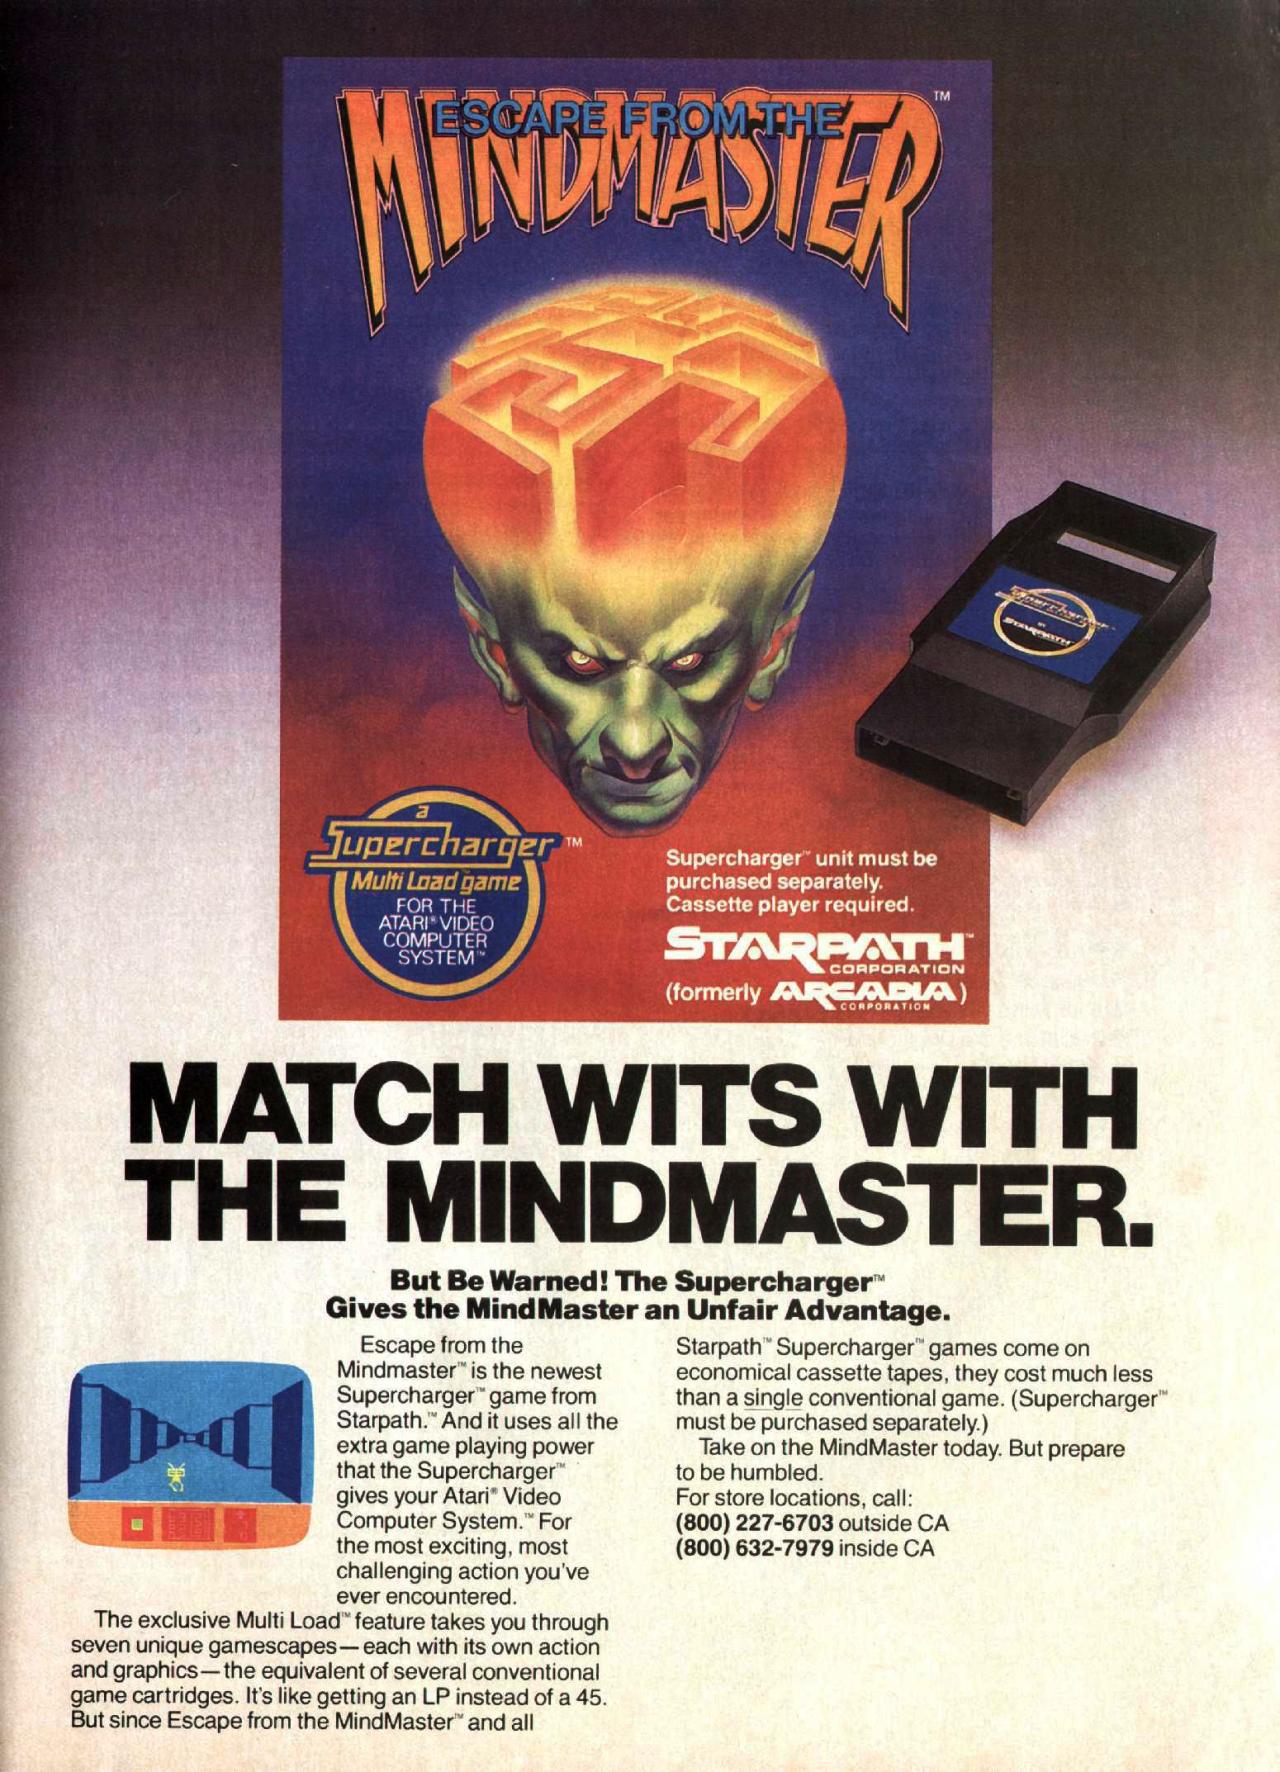 ESCAPE FROM THE
MINDMASTER™
Supercharger™
BY
STARPATH™
a
Supercharger™
Multi Load game
FOR THE
ATARI® VIDEO
COMPUTER
SYSTEM™
Supercharger™ unit must be
purchased separately.
Cassette player required.
STARPATH™
CORPORATION
(formerly ARCADIA)
CORPORATION
MATCH WITS WITH
THE MINDMASTER.
But Be Warned! The Supercharger™
Gives the MindMaster an Unfair Advantage.
Escape from the
Mindmaster™ is the newest
Supercharger™ game from
Starpath.™ And it uses all the
extra game playing power
that the Supercharger™
gives your Atari® Video
Computer System.™ For
the most exciting, most
challenging action you've
ever encountered.
The exclusive Multi Load™ feature takes you through
seven unique gamescapes—each with its own action
and graphics—the equivalent of several conventional
game cartridges. It's like getting an LP instead of a 45.
But since Escape from the MindMaster™ and all
Starpath™ Supercharger™ games come on
economical cassette tapes, they cost much less
than a single conventional game. (Supercharger™
must be purchased separately.)
Take on the MindMaster today. But prepare
to be humbled.
For store locations, call:
(800) 227-6703 outside CA
(800) 632-7979 inside CA